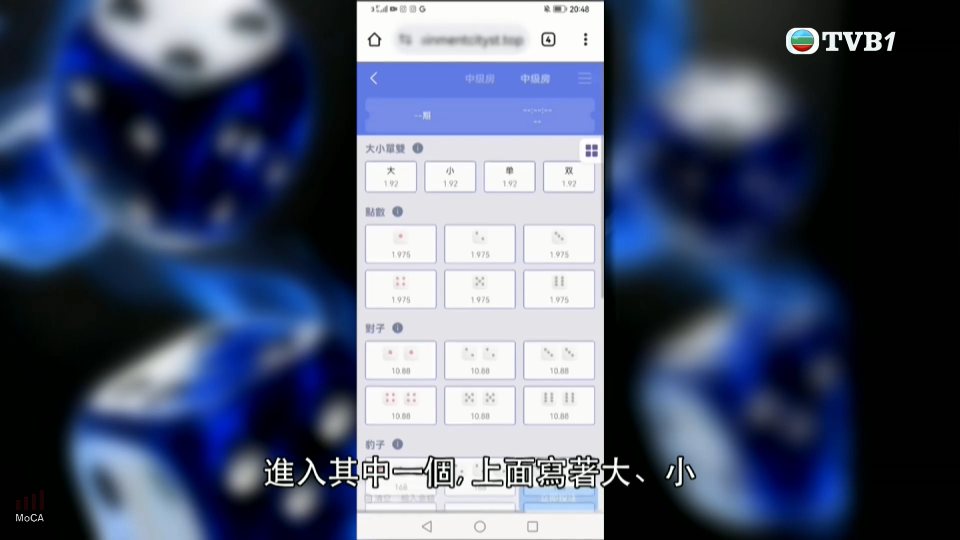 20:48
4
TVB1
中级房 中级房
--期
--:--:--
--
大小單雙
大 小 单 双
1.92 1.92 1.92 1.92
點數
1.975 1.975 1.975
1.975 1.975 1.975
對子
10.88 10.88 10.88
10.88 10.88 10.88
豹子
168 168
進入其中一個，上面寫著大、小
MoCA